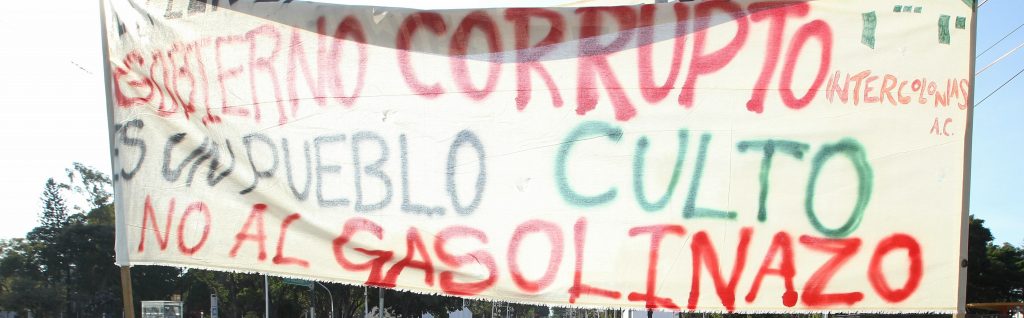 GOBIERNO CORRUPTO
INTERCOLONIAS
A.C.
ES UN PUEBLO CULTO
NO AL GASOLINAZO